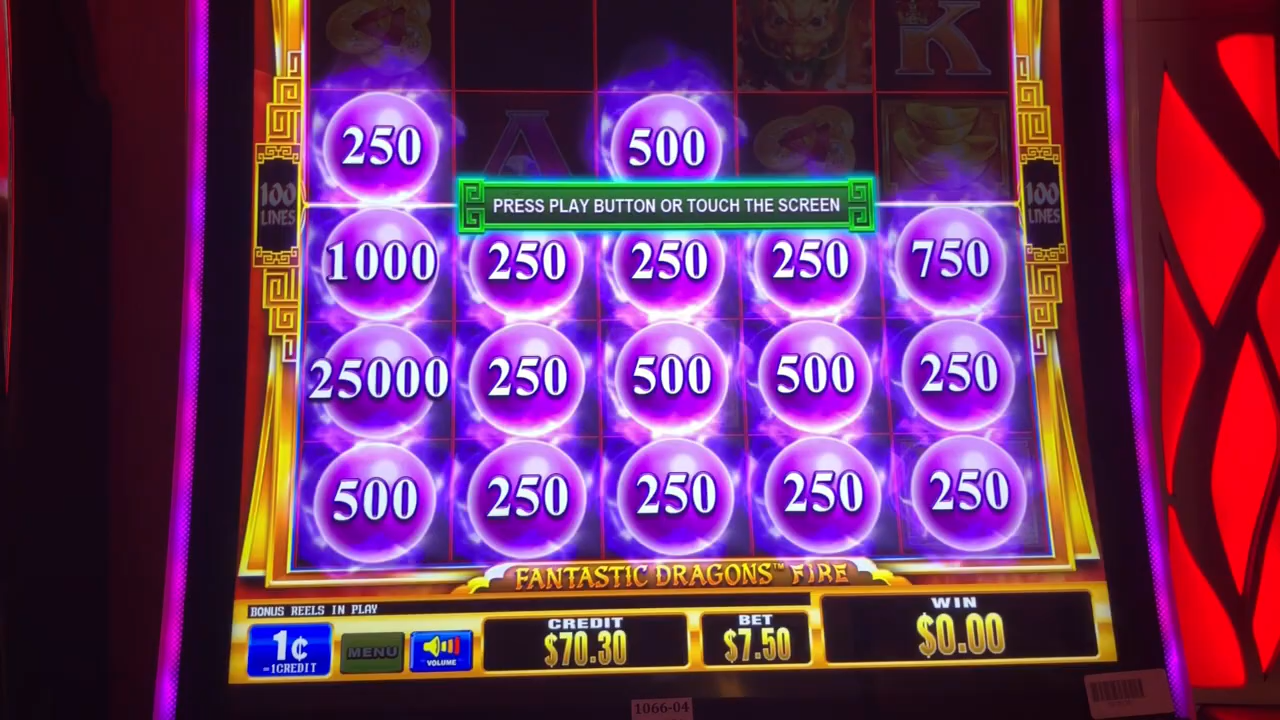 K
250
A
500
100
LINES
PRESS PLAY BUTTON OR TOUCH THE SCREEN
100
LINES
1000
250
250
250
750
25000
250
500
500
250
500
250
250
250
250
FANTASTIC DRAGONS™ FIRE
BONUS REELS IN PLAY
1¢
=1CREDIT
MENU
VOLUME
CREDIT
$70.30
BET
$7.50
WIN
$0.00
1066-04